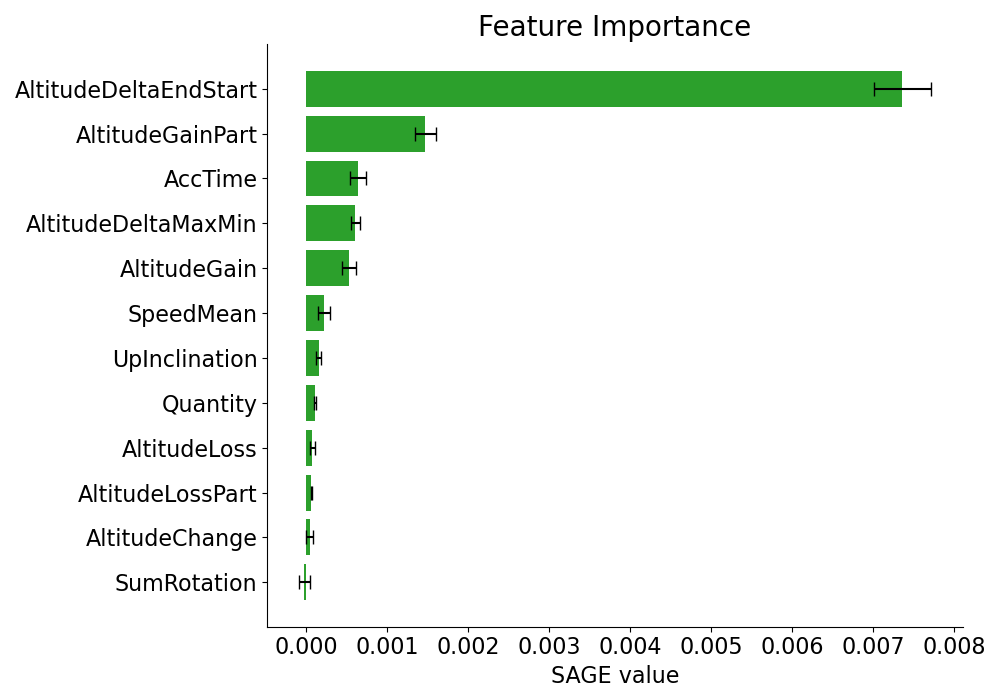 Feature Importance
AltitudeDeltaEndStart
AltitudeGainPart
AccTime
AltitudeDeltaMaxMin
AltitudeGain
SpeedMean
UpInclination
Quantity
AltitudeLoss
AltitudeLossPart
AltitudeChange
SumRotation
0.000 0.001 0.002 0.003 0.004 0.005 0.006 0.007 0.008
SAGE value